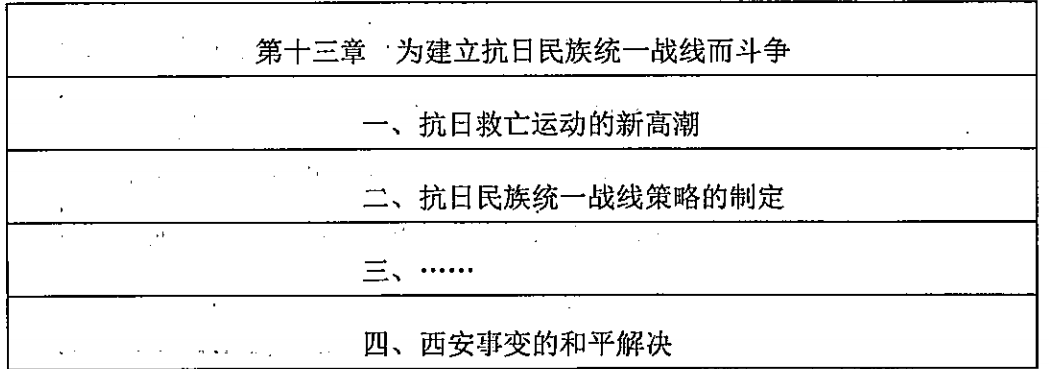 第十三章 为建立抗日民族统一战线而斗争
一、抗日救亡运动的新高潮
二、抗日民族统一战线策略的制定
三、……
四、西安事变的和平解决